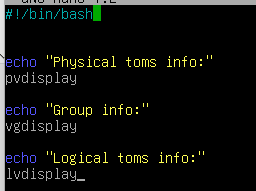 #!/bin/bash
echo "Physical toms info:"
pvdisplay
echo "Group info:"
vgdisplay
echo "Logical toms info:"
lvdisplay